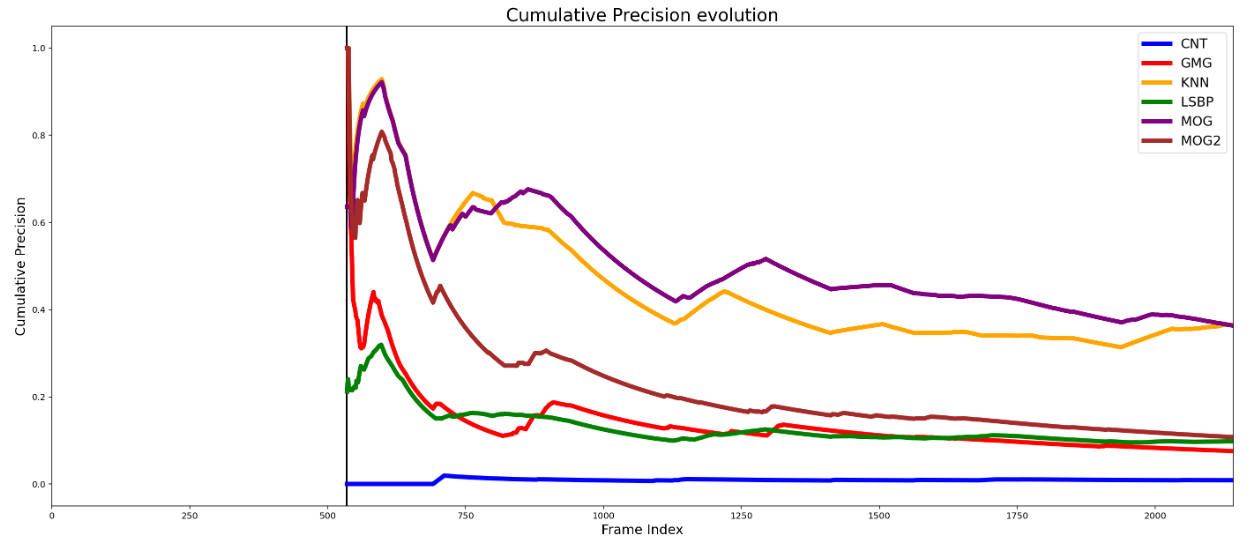 Cumulative Precision evolution
CNT
GMG
KNN
LSBP
MOG
MOG2
Cumulative Precision
1.0
0.8
0.6
0.4
0.2
0.0
0
250
500
750
1000
1250
1500
1750
2000
Frame Index